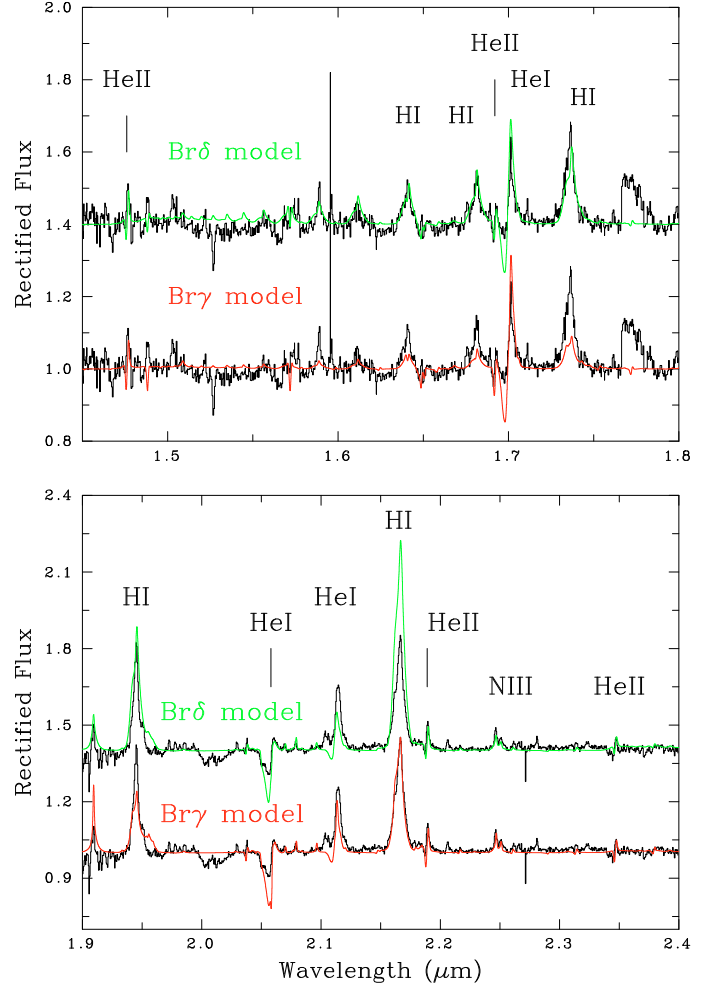 2.0
1.8
1.6
1.4
1.2
1.0
0.8
Rectified Flux
HeII
HeII
HeI
HI
HI
HI
Brδ model
Brγ model
1.5
1.6
1.7
1.8
2.4
2.1
1.8
1.5
1.2
0.9
Rectified Flux
HI
HI
HeI
HeI
HeII
NIII
HeII
Brδ model
Brγ model
1.9
2.0
2.1
2.2
2.3
2.4
Wavelength (μm)